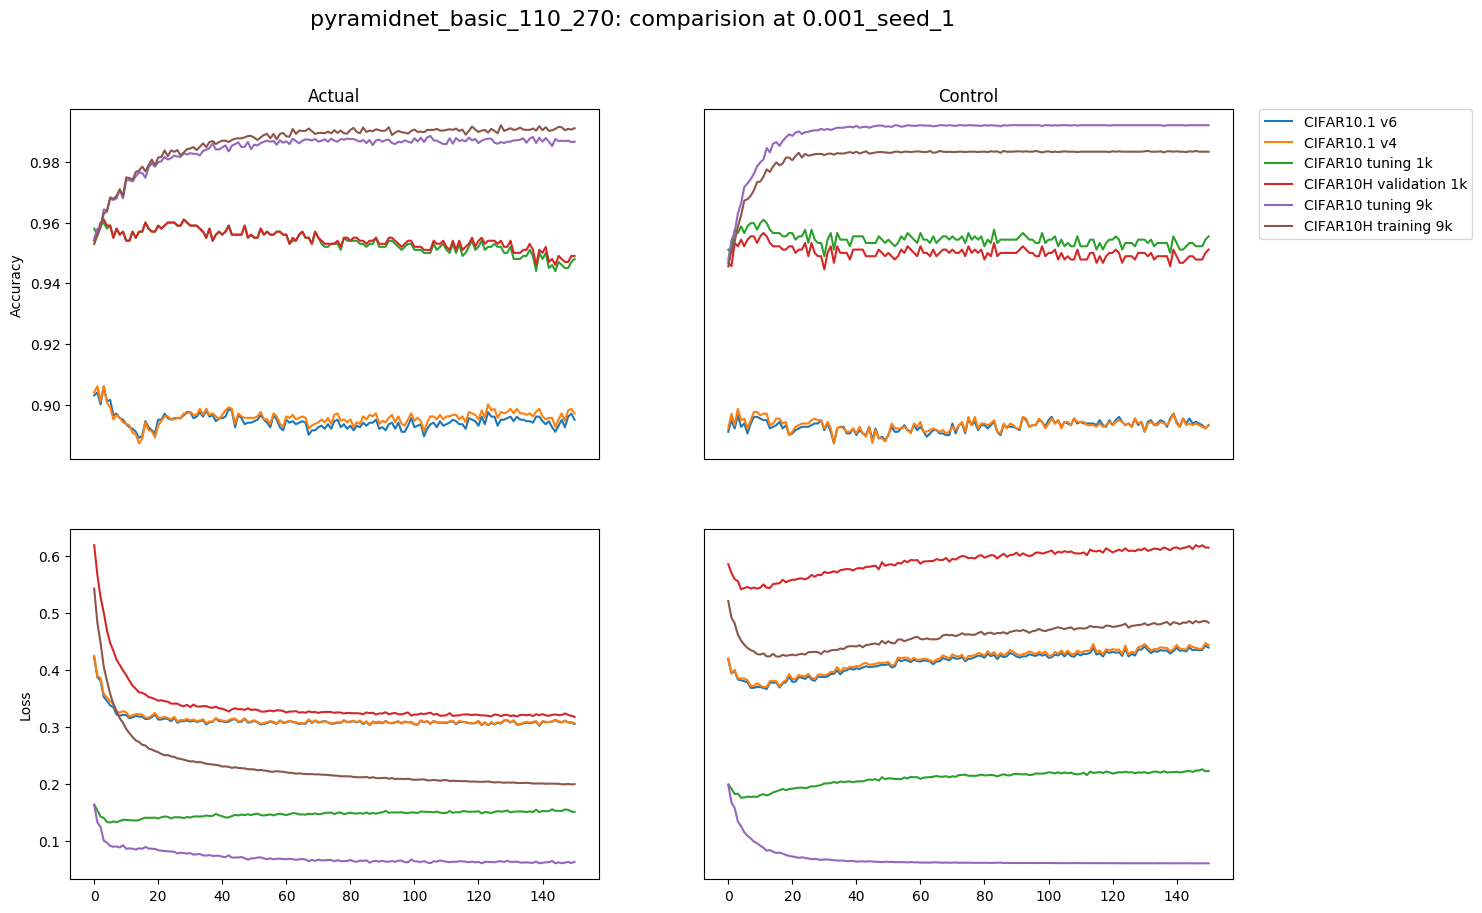 pyramidnet_basic_110_270: comparision at 0.001_seed_1
Actual
Control
CIFAR10.1 v6
CIFAR10.1 v4
CIFAR10 tuning 1k
CIFAR10H validation 1k
CIFAR10 tuning 9k
CIFAR10H training 9k
Accuracy
0.98
0.96
0.94
0.92
0.90
Loss
0.6
0.5
0.4
0.3
0.2
0.1
0 20 40 60 80 100 120 140
0 20 40 60 80 100 120 140